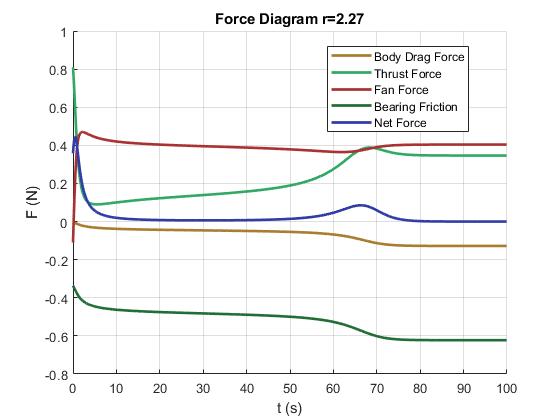 Force Diagram r=2.27
1
0.8
0.6
0.4
0.2
0
-0.2
-0.4
-0.6
-0.8
F (N)
Body Drag Force
Thrust Force
Fan Force
Bearing Friction
Net Force
0 10 20 30 40 50 60 70 80 90 100
t (s)